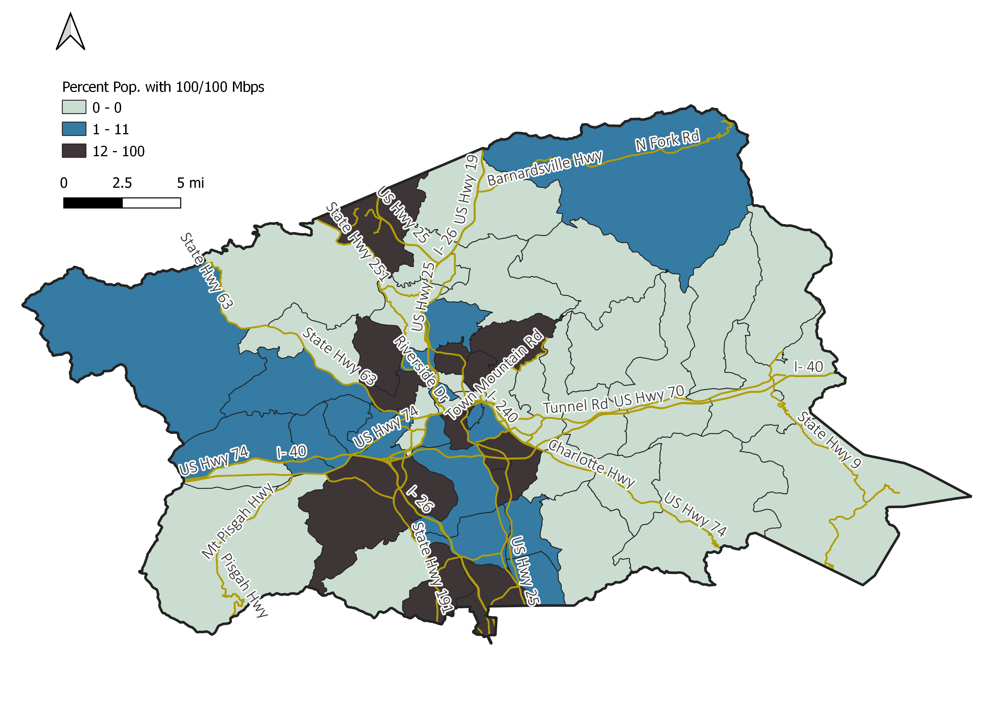 Percent Pop. with 100/100 Mbps
0 - 0
1 - 11
12 - 100
0 2.5 5 mi
N Fork Rd
Barnardsville Hwy
US Hwy 19
US Hwy 25
State Hwy 251
I- 26
State Hwy 63
US Hwy 25
State Hwy 63
Riverside Dr
Town Mountain Rd
I- 40
I- 240
Tunnel Rd
US Hwy 70
US Hwy 74
State Hwy 9
US Hwy 74
I- 40
Charlotte Hwy
I- 26
US Hwy 74
Mt Pisgah Hwy
Pisgah Hwy
State Hwy 191
US Hwy 25